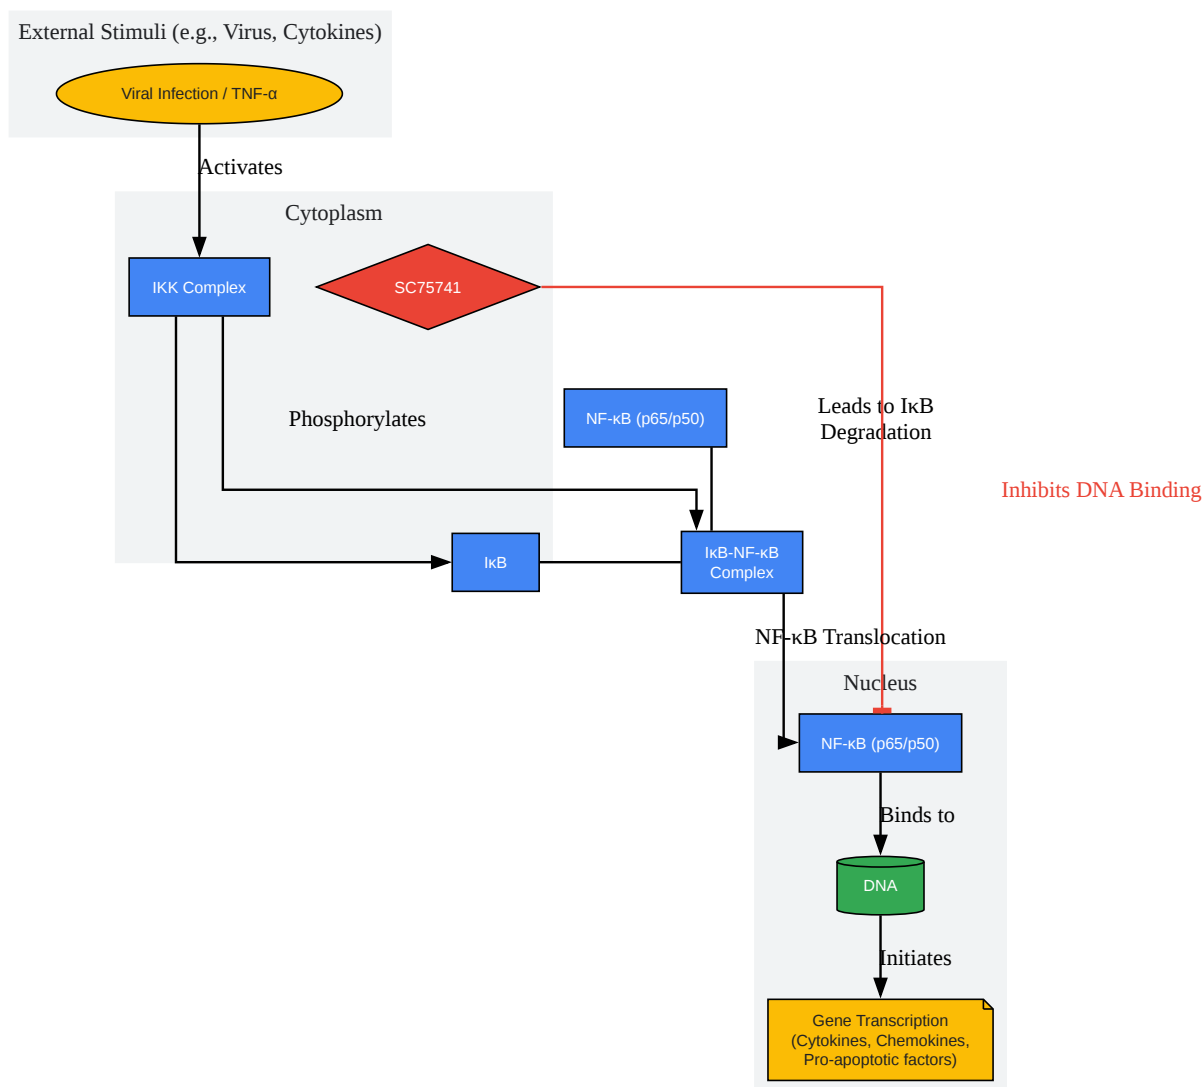 External Stimuli (e.g., Virus, Cytokines)
Viral Infection / TNF-α
Activates
Cytoplasm
IKK Complex
SC75741
Phosphorylates
NF-κB (p65/p50)
Leads to IκB
Degradation
Inhibits DNA Binding
IκB
IκB-NF-κB
Complex
NF-κB Translocation
Nucleus
NF-κB (p65/p50)
Binds to
DNA
Initiates
Gene Transcription
(Cytokines, Chemokines,
Pro-apoptotic factors)